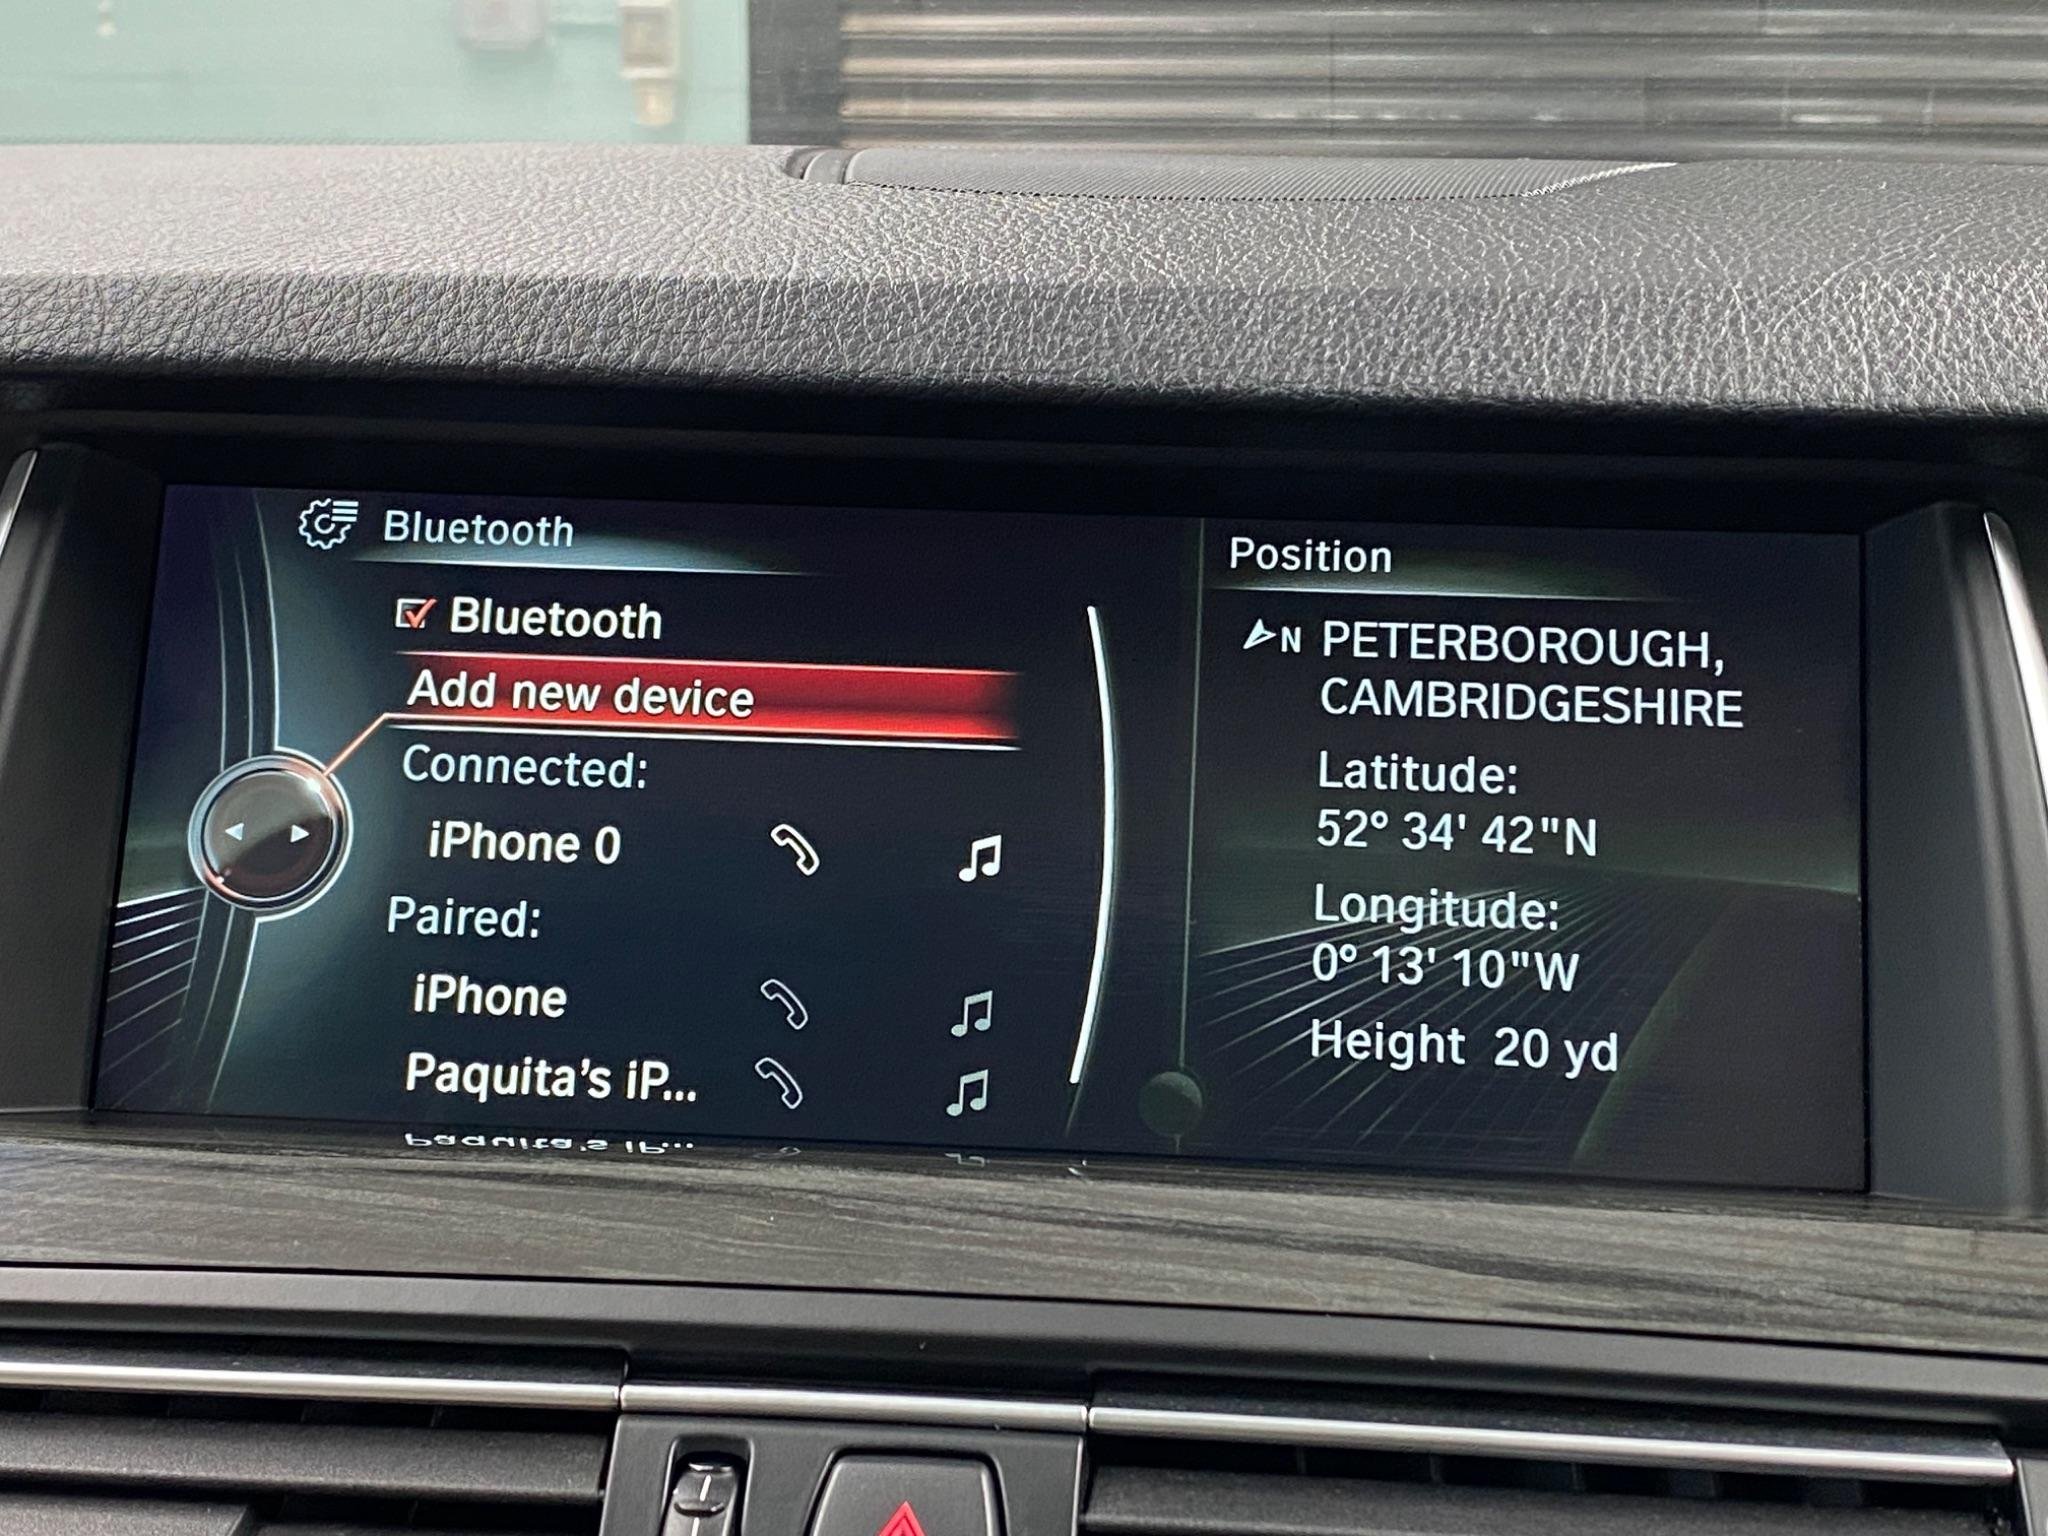 Bluetooth
Bluetooth
Add new device
Connected:
iPhone 0
Paired:
iPhone
Paquita's iP...
Position
N PETERBOROUGH,
CAMBRIDGESHIRE
Latitude:
52° 34' 42"N
Longitude:
0° 13' 10"W
Height 20 yd